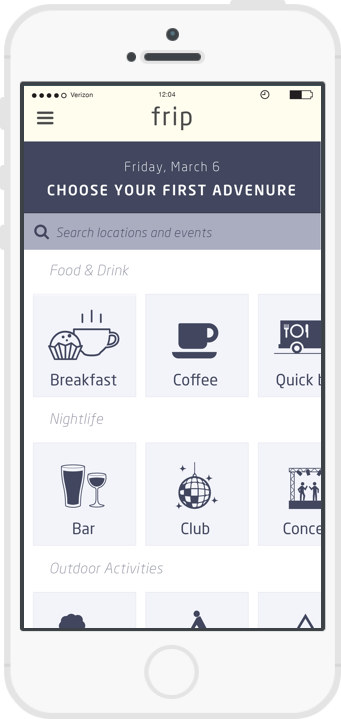 Verizon 12:04
frip
Friday, March 6
CHOOSE YOUR FIRST ADVENURE
Search locations and events
Food & Drink
Breakfast Coffee Quick
Nightlife
Bar Club Conce
Outdoor Activities